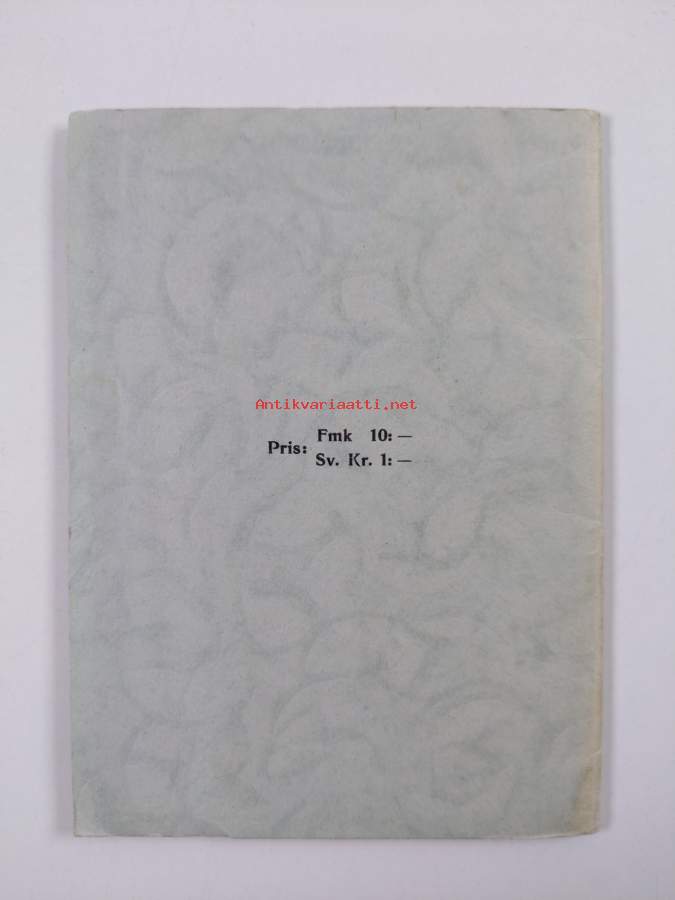 Antikvariaatti.net
Pris:
Fmk 10: —
Sv. Kr. 1: —